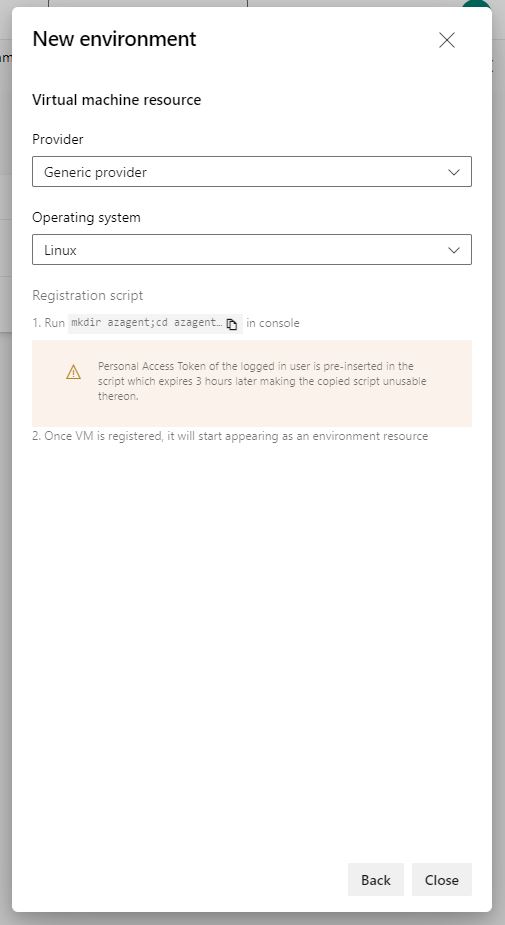 New environment
Virtual machine resource
Provider
Generic provider
Operating system
Linux
Registration script
1. Run mkdir azagent;cd azagent… in console
Personal Access Token of the logged in user is pre-inserted in the
script which expires 3 hours later making the copied script unusable
thereon.
2. Once VM is registered, it will start appearing as an environment resource
Back Close